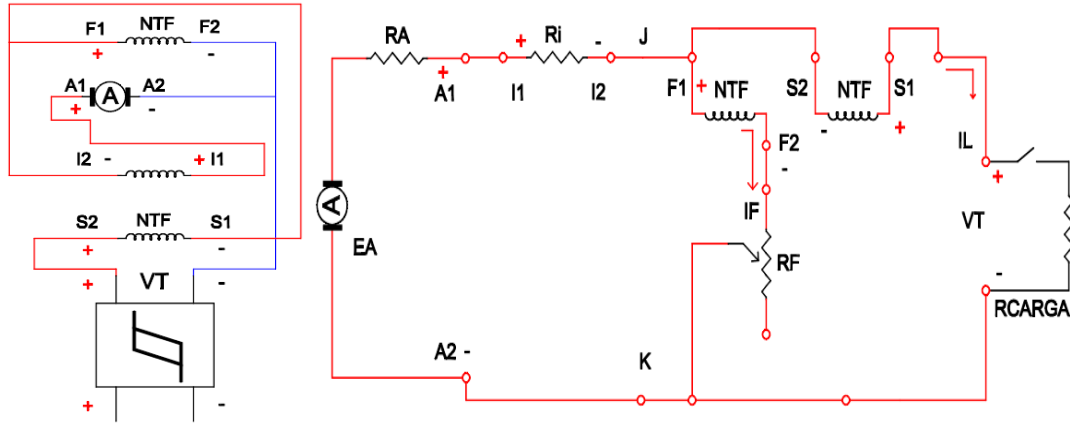 F1 NTF F2
+ -
A1 A A2
+ -
I2 - + I1
S2 NTF S1
+ -
+ VT -
+ -
RA
+ A1
+ Ri -
I1 I2
J
F1 + NTF
F2
-
S2 NTF S1
- +
IL
+
VT
-
RCARGA
A
EA
IF
RF
A2 -
K